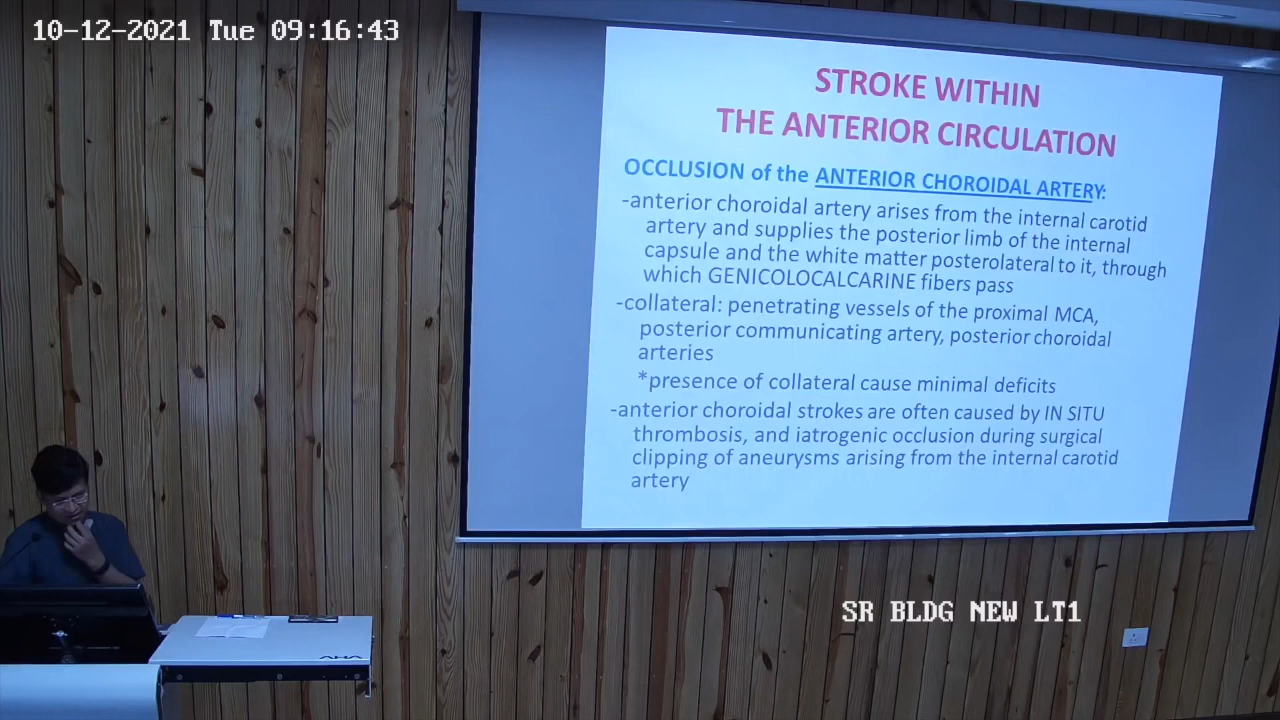 10-12-2021 Tue 09:16:43
STROKE WITHIN
THE ANTERIOR CIRCULATION
OCCLUSION of the ANTERIOR CHOROIDAL ARTERY:
-anterior choroidal artery arises from the internal carotid
artery and supplies the posterior limb of the internal
capsule and the white matter posterolateral to it, through
which GENICOLOCALCARINE fibers pass
-collateral: penetrating vessels of the proximal MCA,
posterior communicating artery, posterior choroidal
arteries
*presence of collateral cause minimal deficits
-anterior choroidal strokes are often caused by IN SITU
thrombosis, and iatrogenic occlusion during surgical
clipping of aneurysms arising from the internal carotid
artery
SR BLDG NEW LT1
AHA